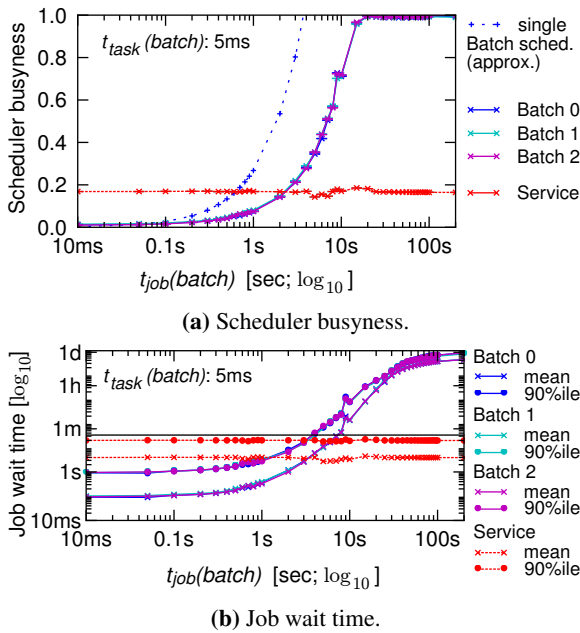 t_task (batch): 5ms
Scheduler busyness
1.0
0.8
0.6
0.4
0.2
0.0
10ms 0.1s 1s 10s 100s
t_job(batch) [sec; log10]
single
Batch sched.
(approx.)
Batch 0
Batch 1
Batch 2
Service
(a) Scheduler busyness.
t_task (batch): 5ms
Job wait time [log10]
1d
1h
1m
1s
10ms
10ms 0.1s 1s 10s 100s
t_job(batch) [sec; log10]
Batch 0
mean
90%ile
Batch 1
mean
90%ile
Batch 2
mean
90%ile
Service
mean
90%ile
(b) Job wait time.